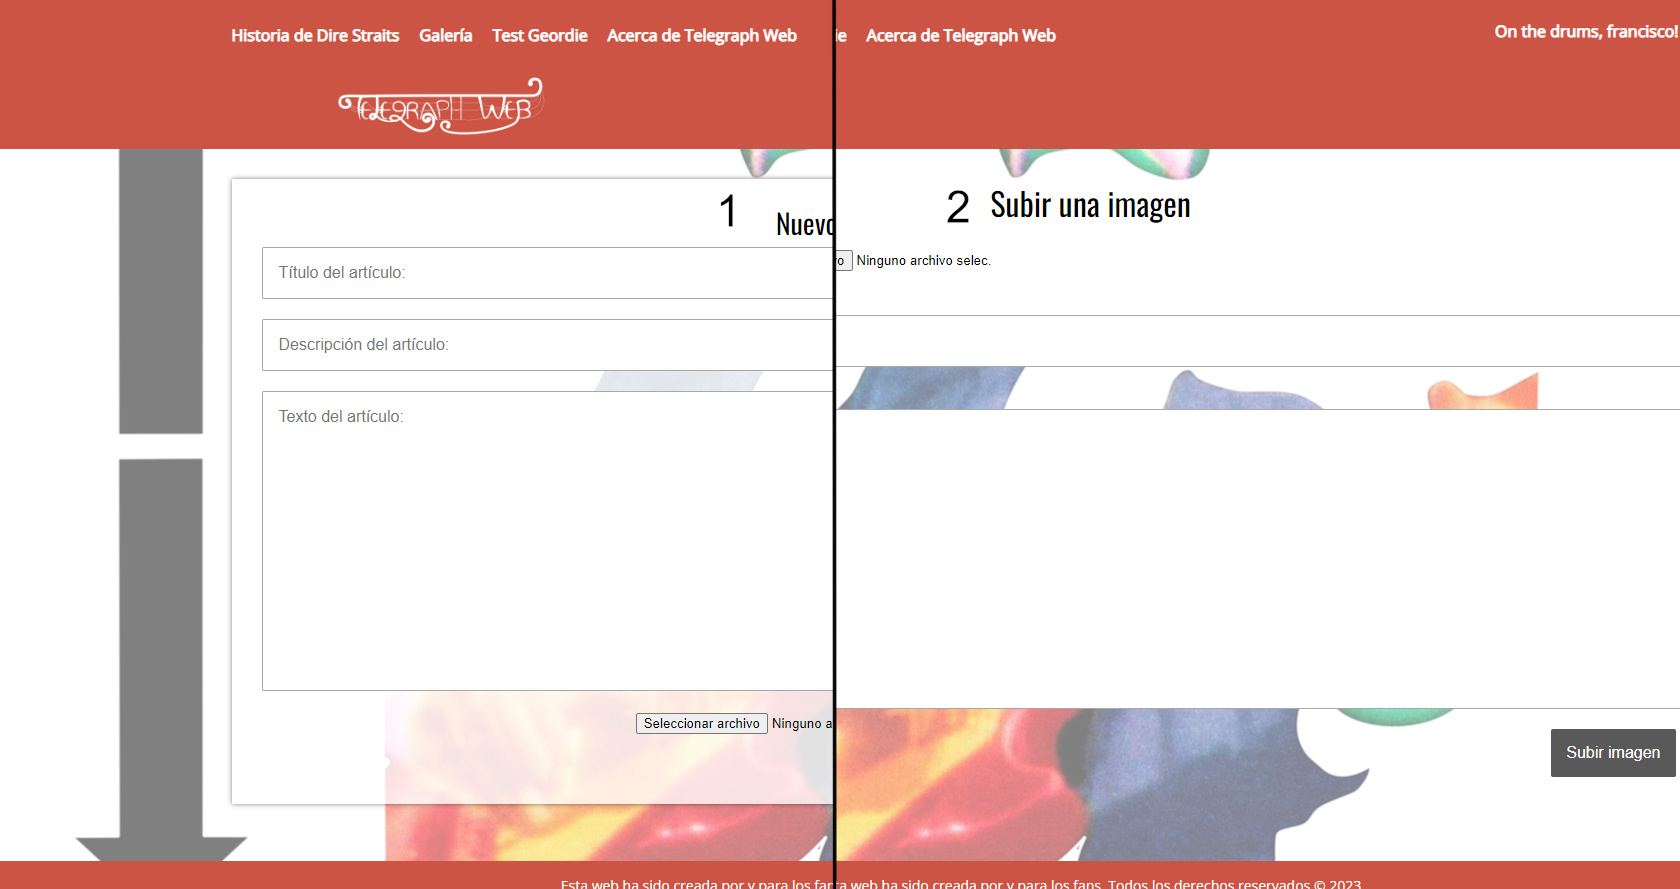 Historia de Dire Straits Galería Test Geordie Acerca de Telegraph Web
TELEGRAPH WEB
1
Nuevo
Título del artículo:
Descripción del artículo:
Texto del artículo:
Seleccionar archivo Ninguno a
Esta web ha sido creada por y para los fan
ie Acerca de Telegraph Web
On the drums, francisco!
2 Subir una imagen
o Ninguno archivo selec.
Subir imagen
ta web ha sido creada por y para los fans. Todos los derechos reservados © 2023